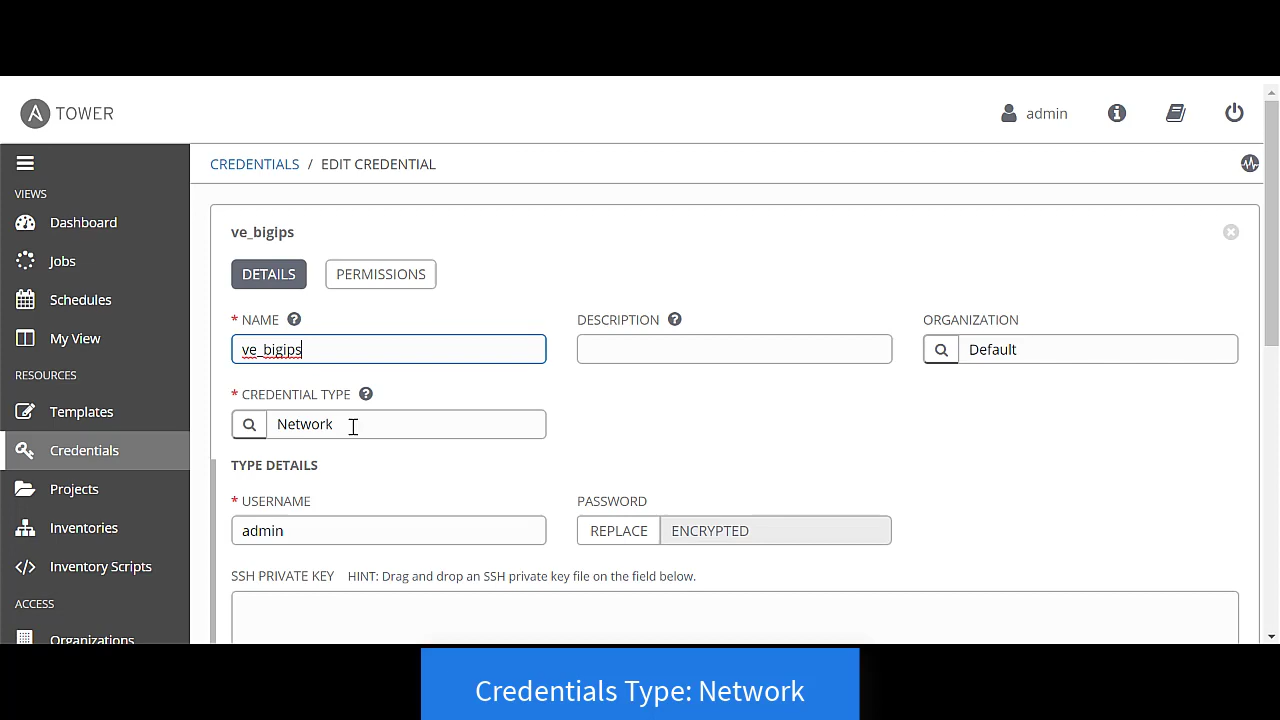 TOWER
admin
CREDENTIALS / EDIT CREDENTIAL
VIEWS
Dashboard
Jobs
Schedules
My View
RESOURCES
Templates
Credentials
Projects
Inventories
Inventory Scripts
ACCESS
Organizations
ve_bigips
DETAILS PERMISSIONS
* NAME ? DESCRIPTION ? ORGANIZATION
ve_bigips Default
* CREDENTIAL TYPE ?
Network
TYPE DETAILS
* USERNAME PASSWORD
admin REPLACE ENCRYPTED
SSH PRIVATE KEY HINT: Drag and drop an SSH private key file on the field below.
Credentials Type: Network